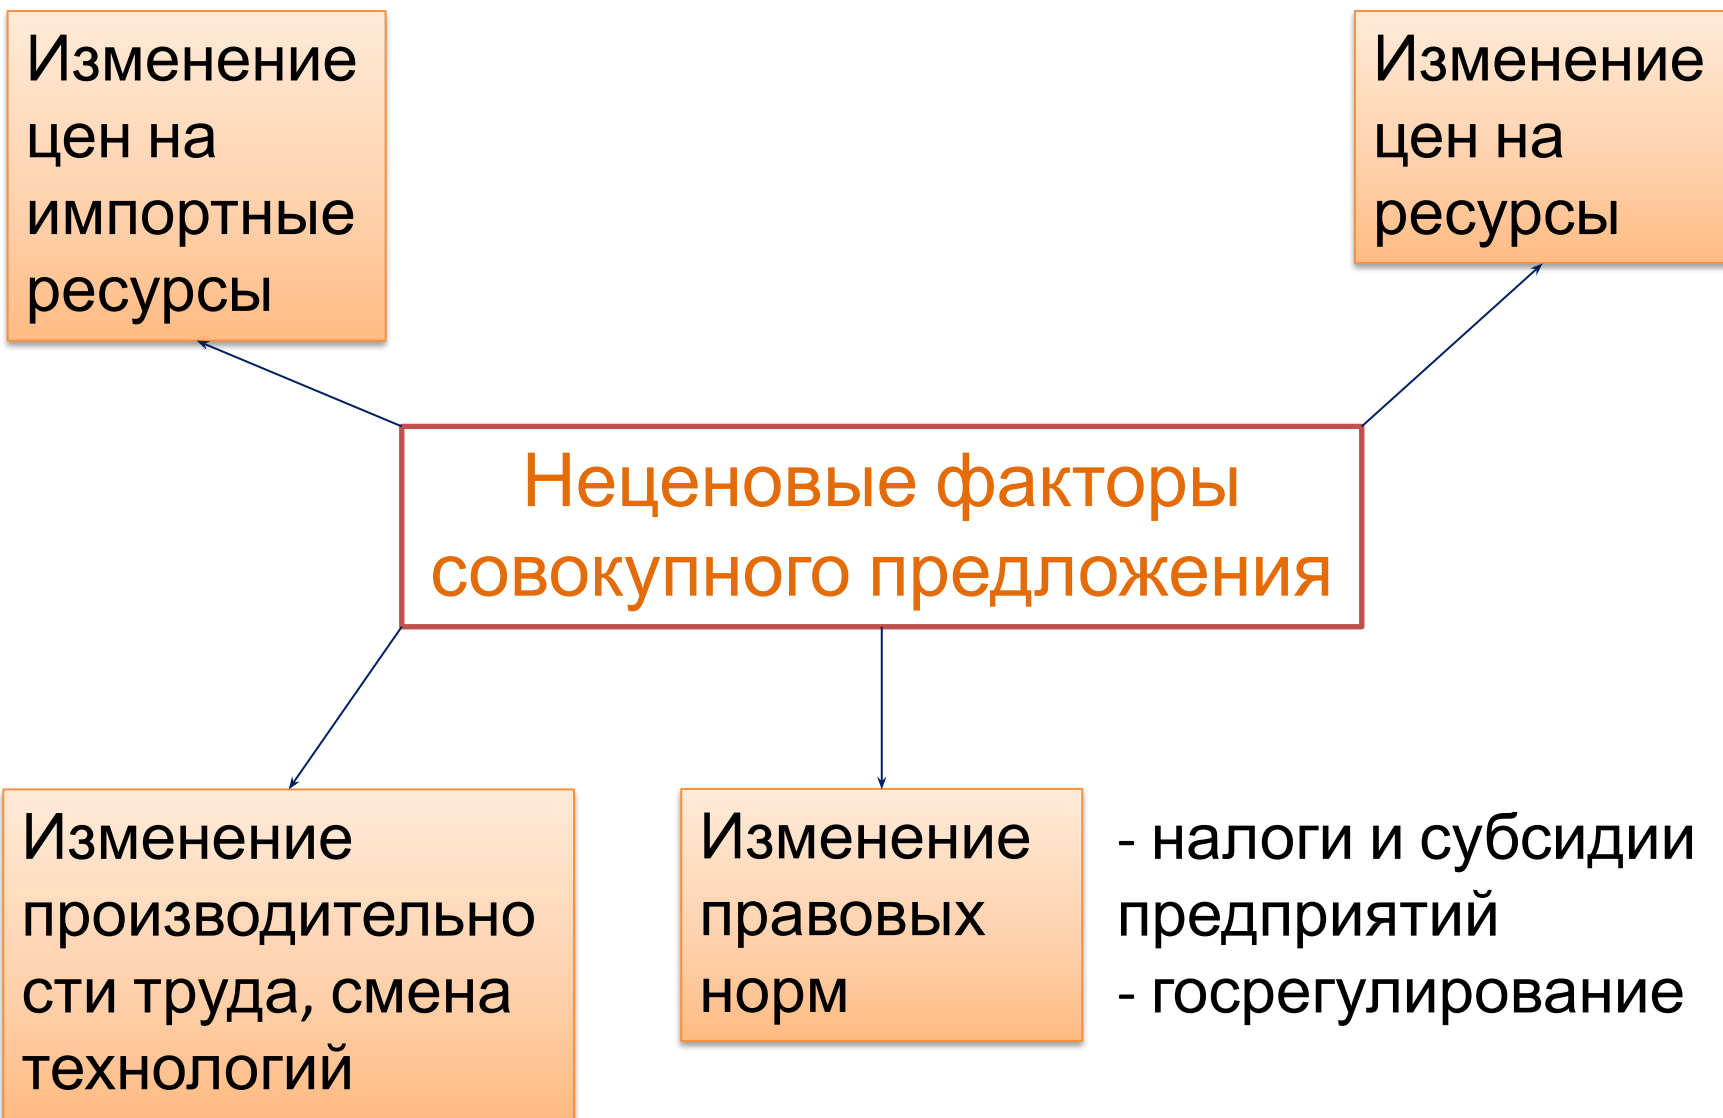 Изменение
цен на
импортные
ресурсы
Изменение
цен на
ресурсы
Неценовые факторы
совокупного предложения
Изменение
производительно
сти труда, смена
технологий
Изменение
правовых
норм
- налоги и субсидии
предприятий
- госрегулирование